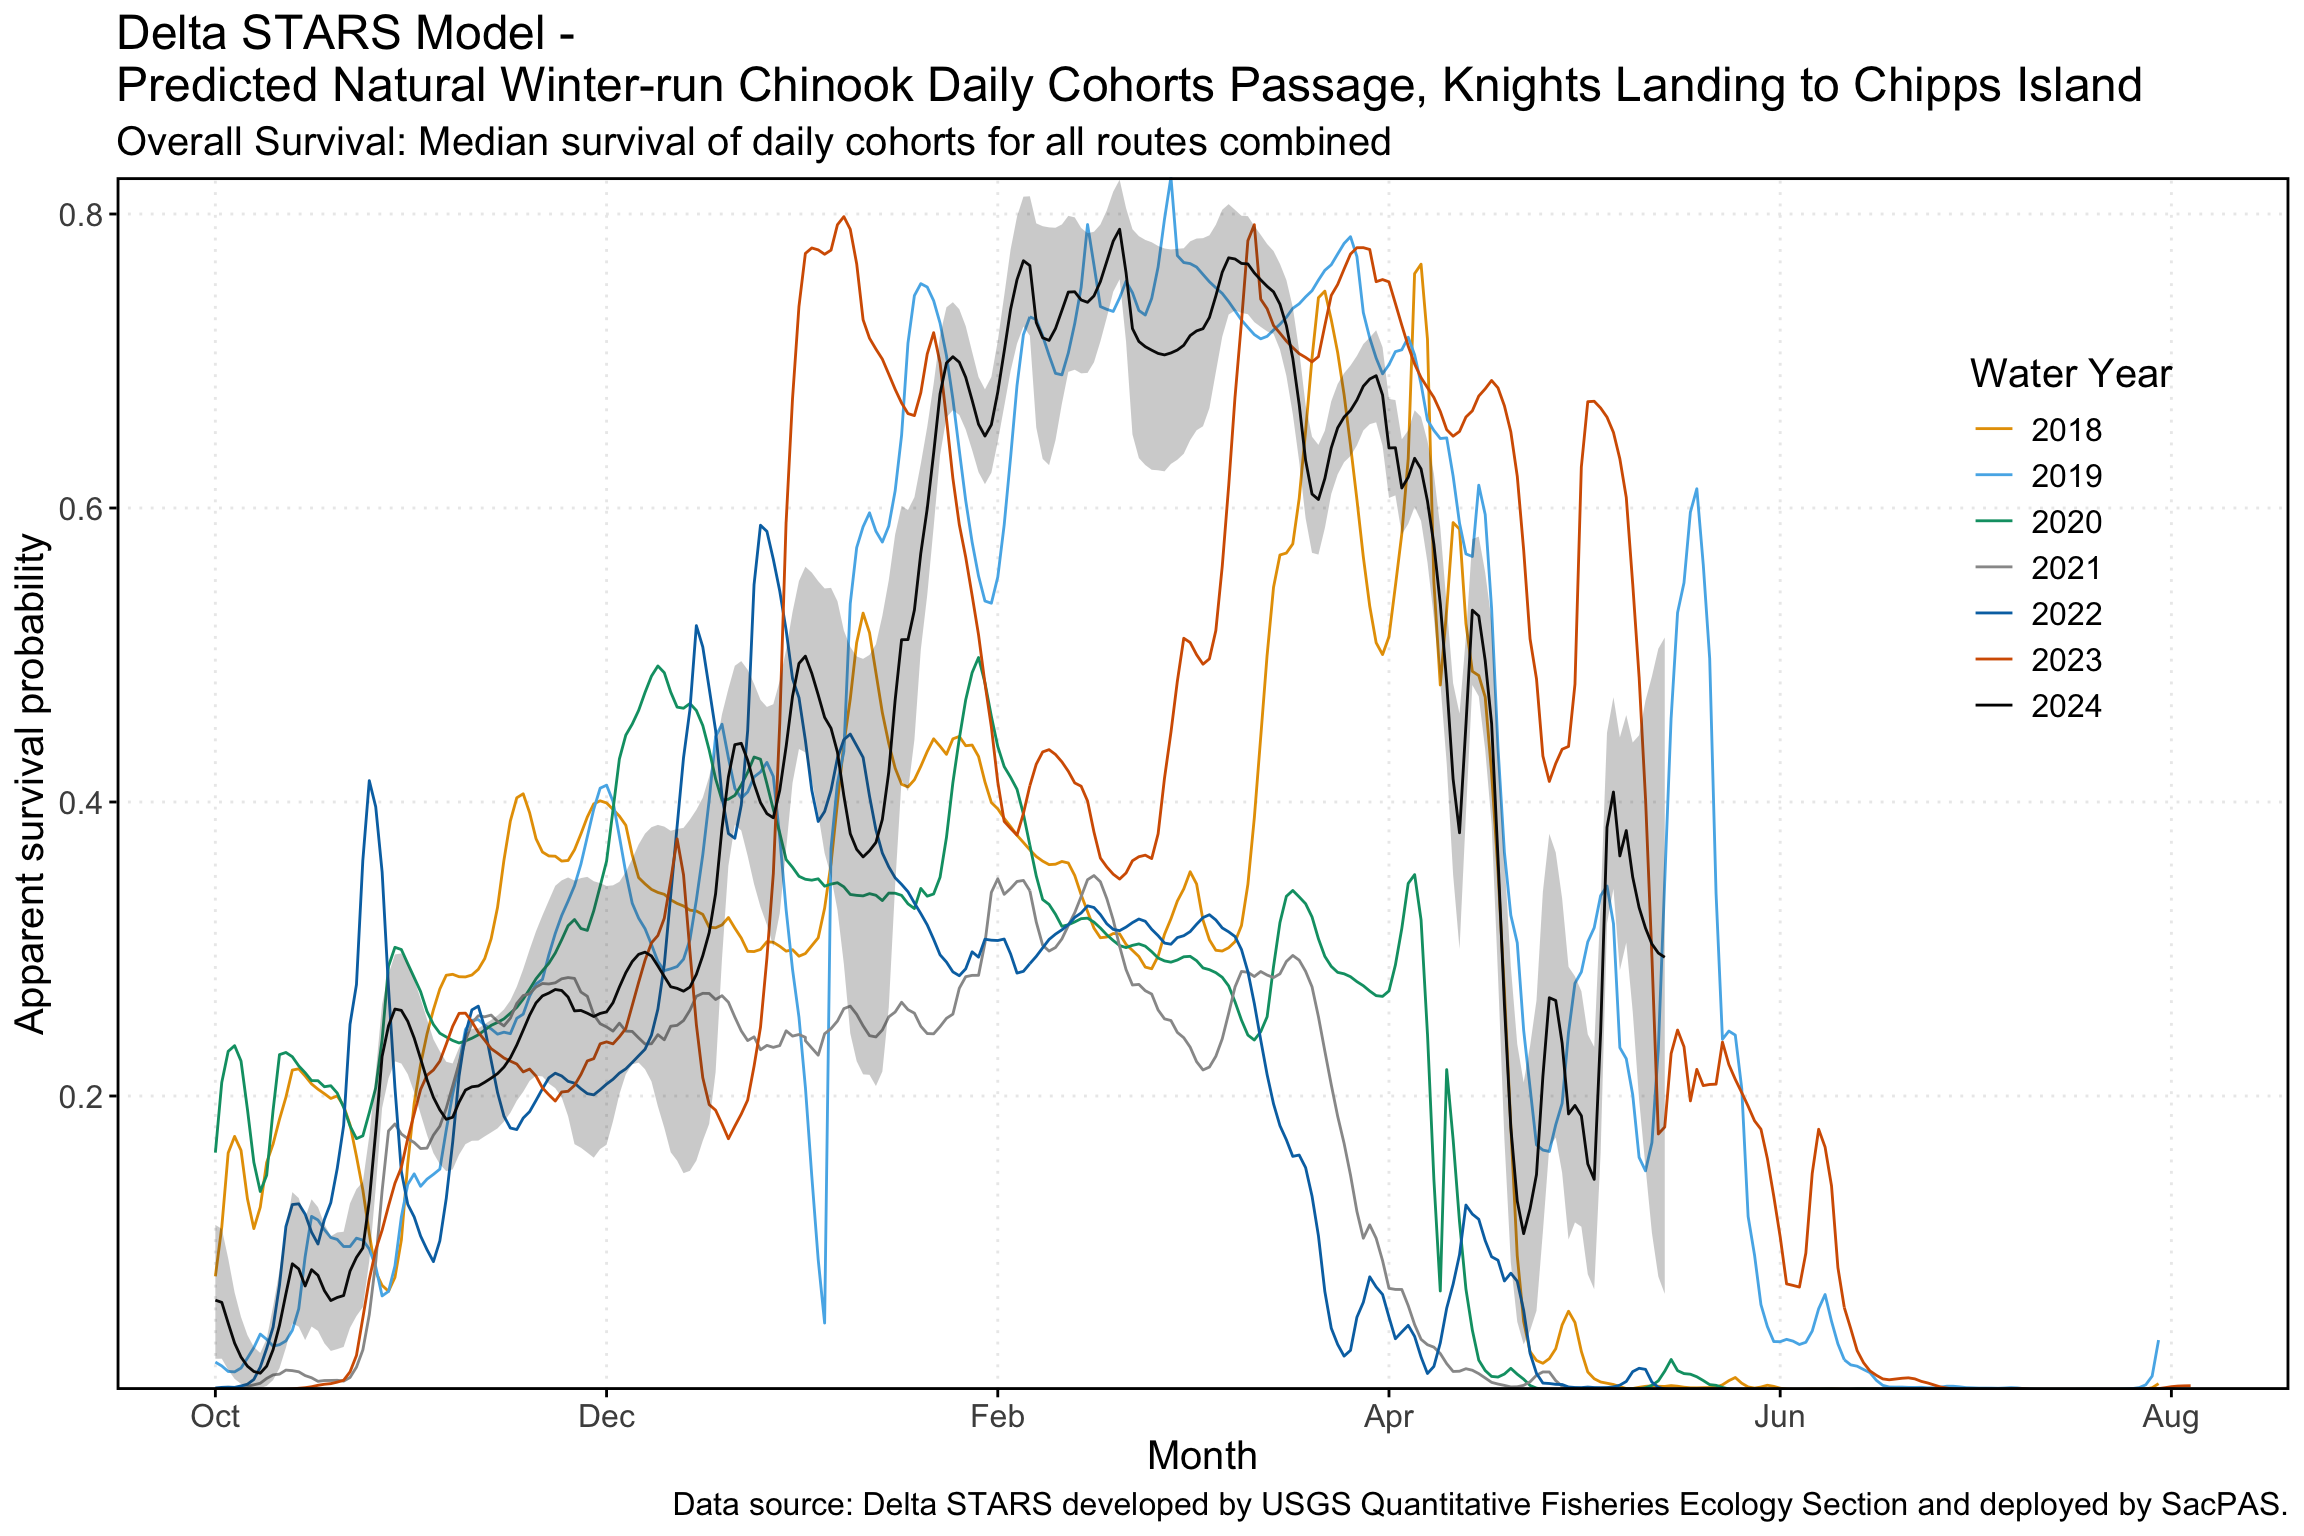 Delta STARS Model -
Predicted Natural Winter-run Chinook Daily Cohorts Passage, Knights Landing to Chipps Island
Overall Survival: Median survival of daily cohorts for all routes combined
Apparent survival probability
0.8
0.6
0.4
0.2
Water Year
2018
2019
2020
2021
2022
2023
2024
Oct Dec Feb Apr Jun Aug
Month
Data source: Delta STARS developed by USGS Quantitative Fisheries Ecology Section and deployed by SacPAS.